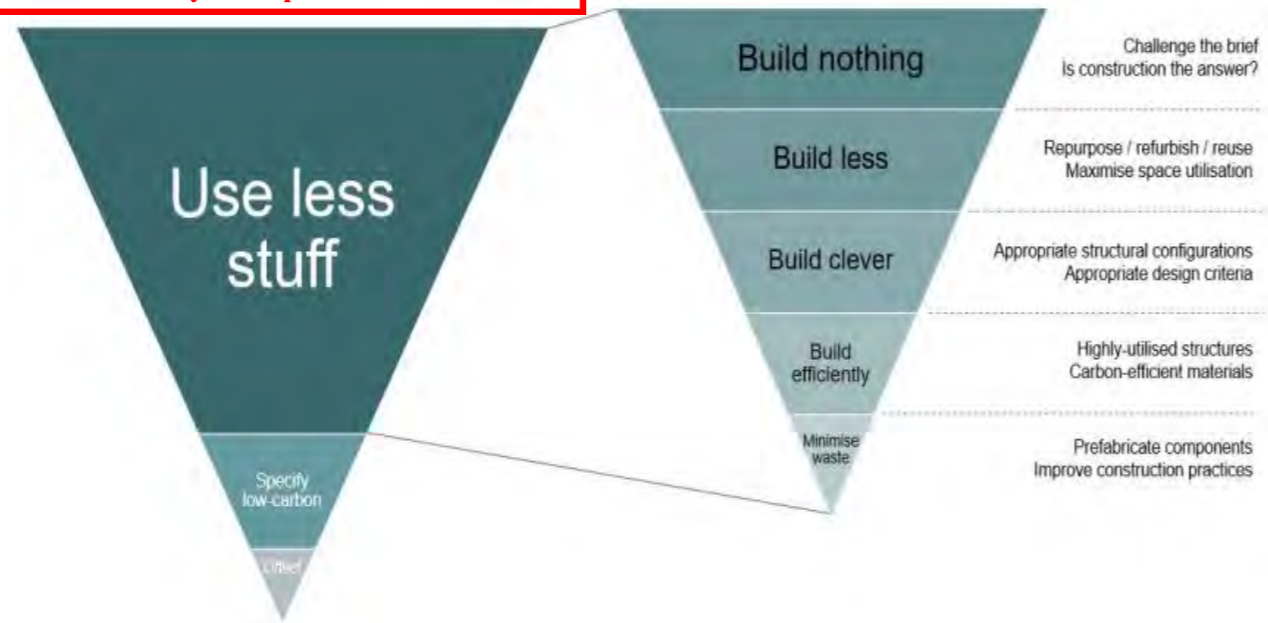 Use less
stuff
Specify
low-carbon
Offset
Build nothing
Challenge the brief
Is construction the answer?
Build less
Repurpose / refurbish / reuse
Maximise space utilisation
Build clever
Appropriate structural configurations
Appropriate design criteria
Build
efficiently
Highly-utilised structures
Carbon-efficient materials
Minimise
waste
Prefabricate components
Improve construction practices